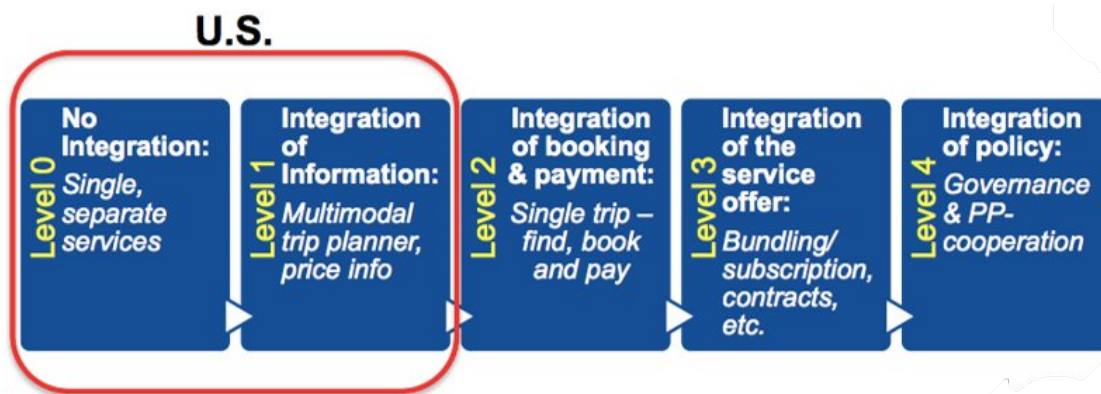 U.S.
Level 0
No
Integration:
Single,
separate
services
Level 1
Integration
of
Information:
Multimodal
trip planner,
price info
Level 2
Integration
of booking
& payment:
Single trip –
find, book
and pay
Level 3
Integration
of the
service
offer:
Bundling/
subscription,
contracts,
etc.
Level 4
Integration
of policy:
Governance
& PP-
cooperation